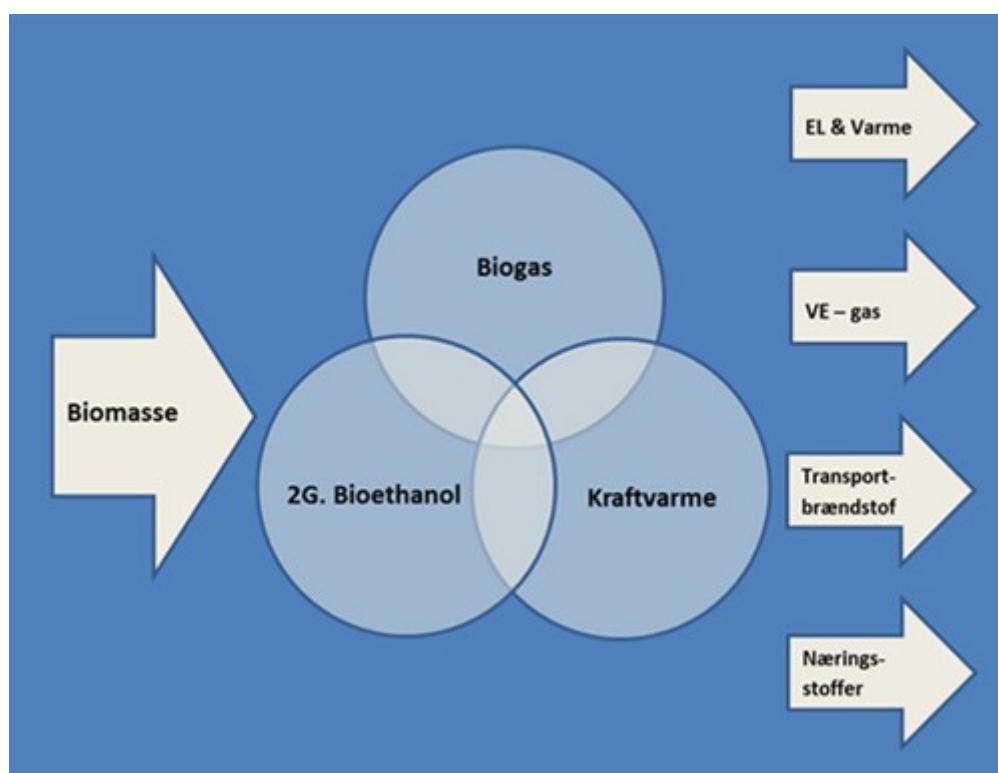 Biomasse
Biogas
2G. Bioethanol
Kraftvarme
EL & Varme
VE – gas
Transport-
brændstof
Nærings-
stoffer